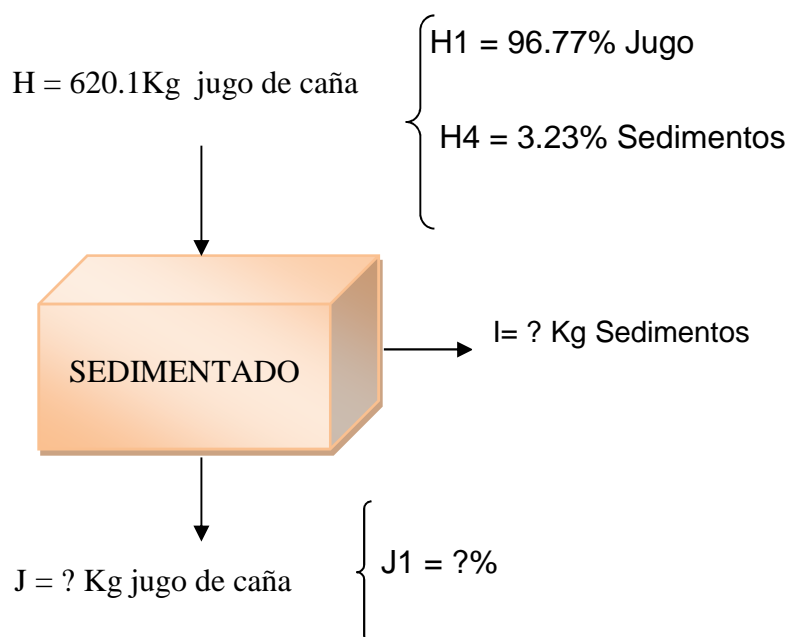 H1 = 96.77% Jugo
H = 620.1Kg jugo de caña
H4 = 3.23% Sedimentos
I= ? Kg Sedimentos
SEDIMENTADO
J1 = ?%
J = ? Kg jugo de caña